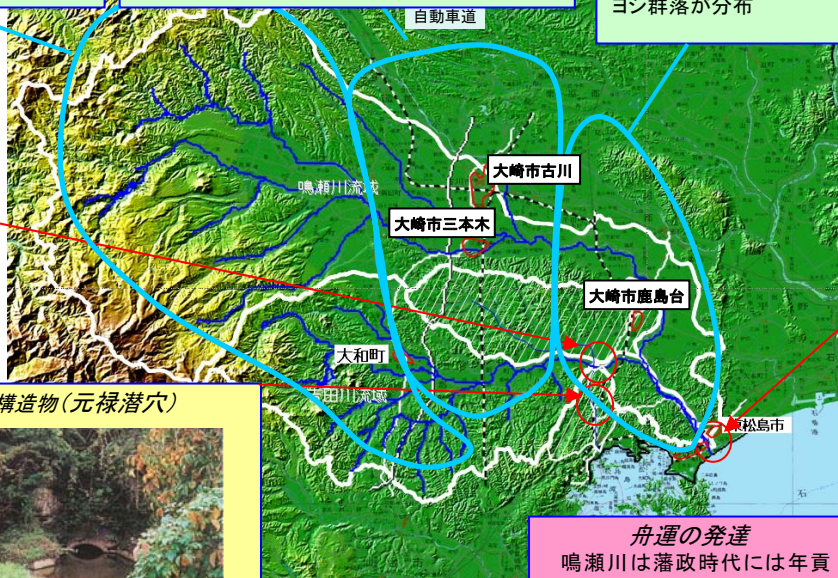 自動車道
ヨシ群落が分布
大崎市古川
鳴瀬川流域
大崎市三本木
大崎市鹿島台
大和町
吉田川流域
構造物(元禄潜穴)
東松島市
石
舟運の発達
鳴瀬川は藩政時代には年貢